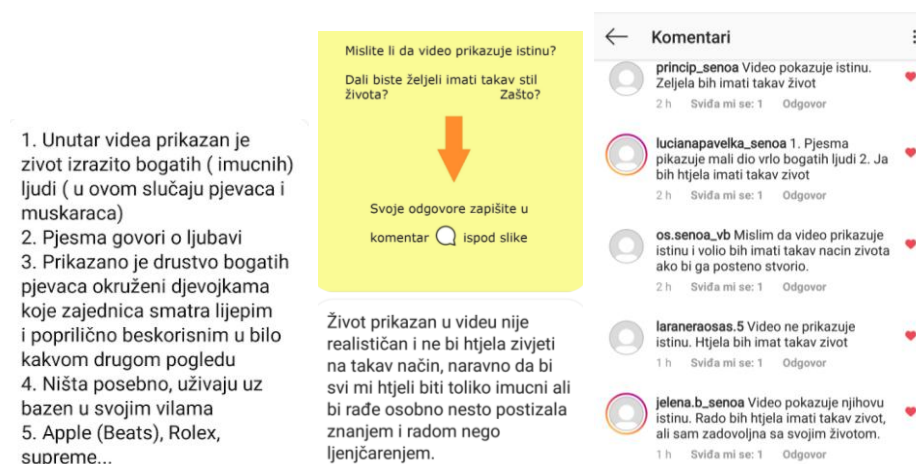 1. Unutar videa prikazan je
zivot izrazito bogatih ( imucnih)
ljudi ( u ovom slučaju pjevaca i
muskaraca)
2. Pjesma govori o ljubavi
3. Prikazano je drustvo bogatih
pjevaca okruženi djevojkama
koje zajednica smatra lijepim
i poprilično beskorisnim u bilo
kakvom drugom pogledu
4. Ništa posebno, uživaju uz
bazen u svojim vilama
5. Apple (Beats), Rolex,
supreme...
Mislite li da video prikazuje istinu?
Dali biste željeli imati takav stil
života? Zašto?
Svoje odgovore zapišite u
komentar ispod slike
Život prikazan u videu nije
realističan i ne bi htjela zivjeti
na takav način, naravno da bi
svi mi htjeli biti toliko imucni ali
bi rađe osobno nesto postizala
znanjem i radom nego
ljenjčarenjem.
Komentari
princip_senoa Video pokazuje istinu.
Zeljela bih imati takav život
2 h Sviđa mi se: 1 Odgovor
lucianapavelka_senoa 1. Pjesma
pikazuje mali dio vrlo bogatih ljudi 2. Ja
bih htjela imati takav zivot
2 h Sviđa mi se: 1 Odgovor
os.senoa_vb Mislim da video prikazuje
istinu i volio bih imati takav nacin zivota
ako bi ga posteno stvorio.
2 h Sviđa mi se: 1 Odgovor
laraneraosas.5 Video ne prikazuje
istinu. Htjela bih imat takav zivot
1 h Sviđa mi se: 1 Odgovor
jelena.b_senoa Video pokazuje njihovu
istinu. Rado bih htjela imati takav zivot,
ali sam zadovoljna sa svojim životom.
1 h Sviđa mi se: 1 Odgovor